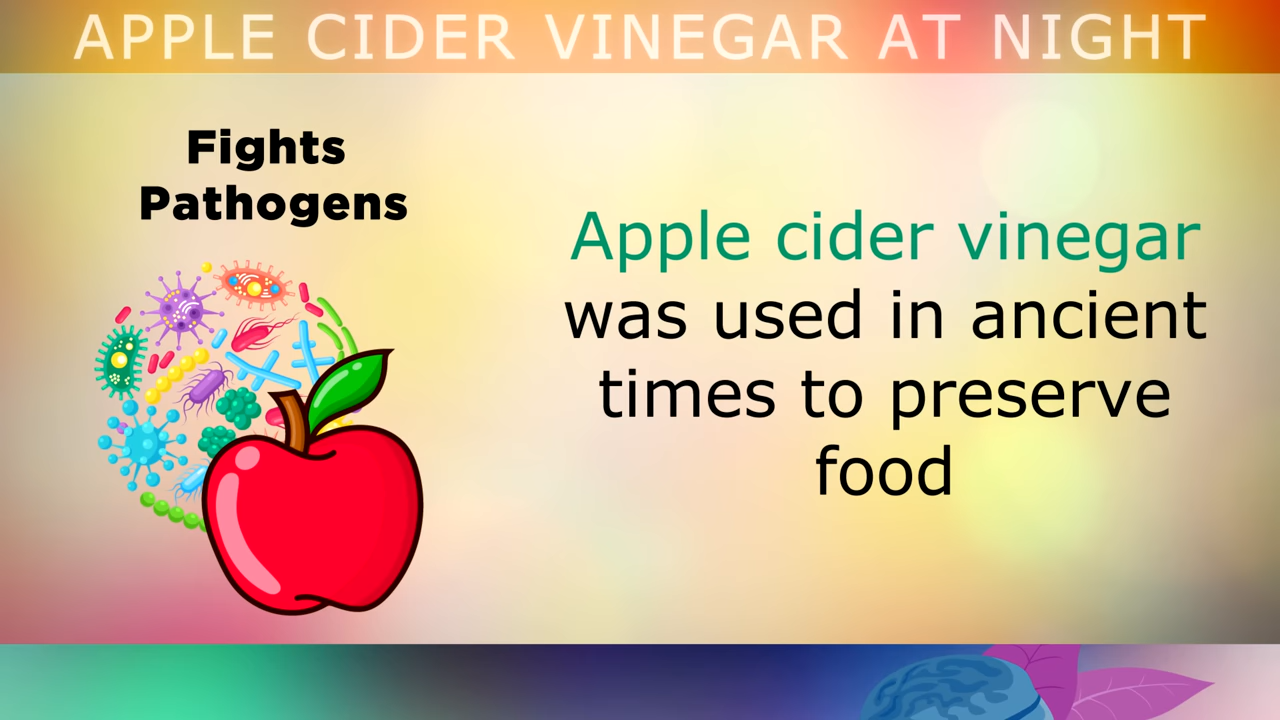 APPLE CIDER VINEGAR AT NIGHT
Fights
Pathogens
Apple cider vinegar
was used in ancient
times to preserve
food